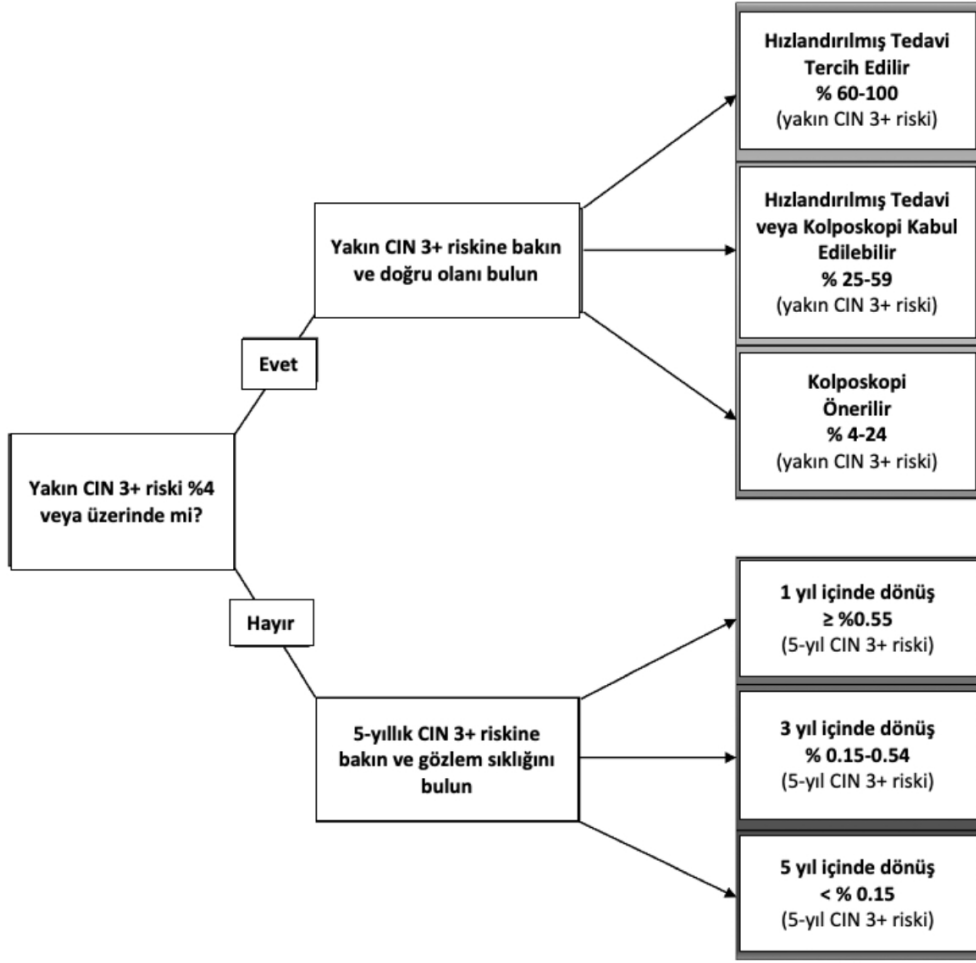 Yakın CIN 3+ riski %4
veya üzerinde mi?
Evet
Yakın CIN 3+ riskine bakın
ve doğru olanı bulun
Hızlandırılmış Tedavi
Tercih Edilir
% 60-100
(yakın CIN 3+ riski)
Hızlandırılmış Tedavi
veya Kolposkopi Kabul
Edilebilir
% 25-59
(yakın CIN 3+ riski)
Kolposkopi
Önerilir
% 4-24
(yakın CIN 3+ riski)
Hayır
5-yıllık CIN 3+ riskine
bakın ve gözlem sıklığını
bulun
1 yıl içinde dönüş
≥ %0.55
(5-yıl CIN 3+ riski)
3 yıl içinde dönüş
% 0.15-0.54
(5-yıl CIN 3+ riski)
5 yıl içinde dönüş
< % 0.15
(5-yıl CIN 3+ riski)